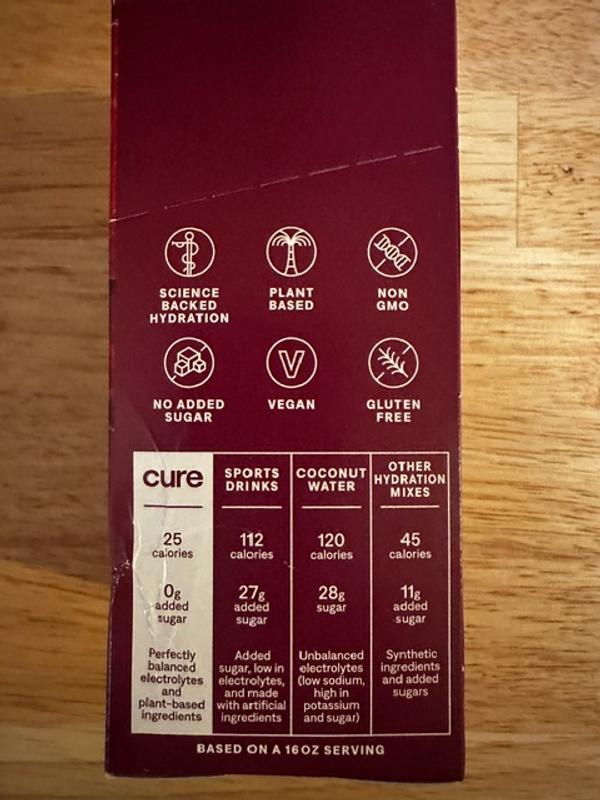 SCIENCE
BACKED
HYDRATION
PLANT
BASED
NON
GMO
NO ADDED
SUGAR
V
VEGAN
GLUTEN
FREE
cure
25
calories
0g
added
sugar
Perfectly
balanced
electrolytes
and
plant-based
ingredients
SPORTS
DRINKS
112
calories
27g
added
sugar
Added
sugar, low in
electrolytes,
and made
with artificial
ingredients
COCONUT
WATER
120
calories
28g
sugar
Unbalanced
electrolytes
(low sodium,
high in
potassium
and sugar)
OTHER
HYDRATION
MIXES
45
calories
11g
added
sugar
Synthetic
ingredients
and added
sugars
BASED ON A 16OZ SERVING